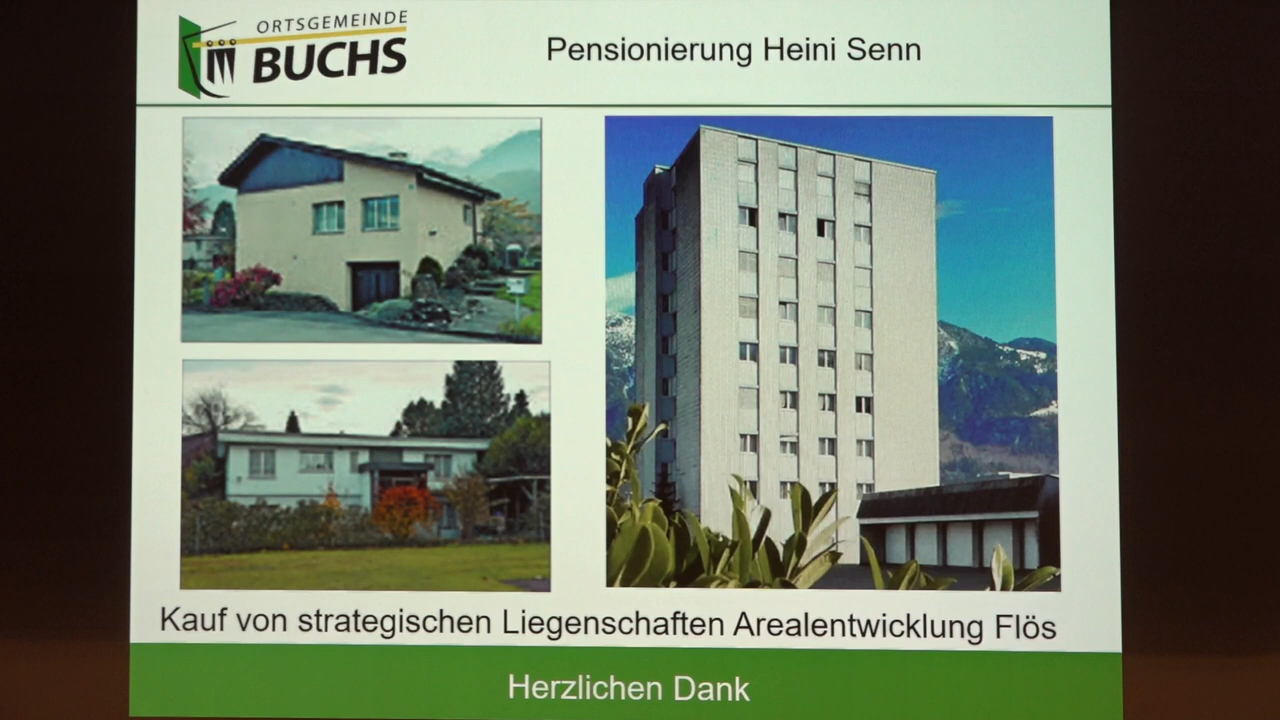 ORTSGEMEINDE
BUCHS
Pensionierung Heini Senn
Kauf von strategischen Liegenschaften Arealentwicklung Flös
Herzlichen Dank